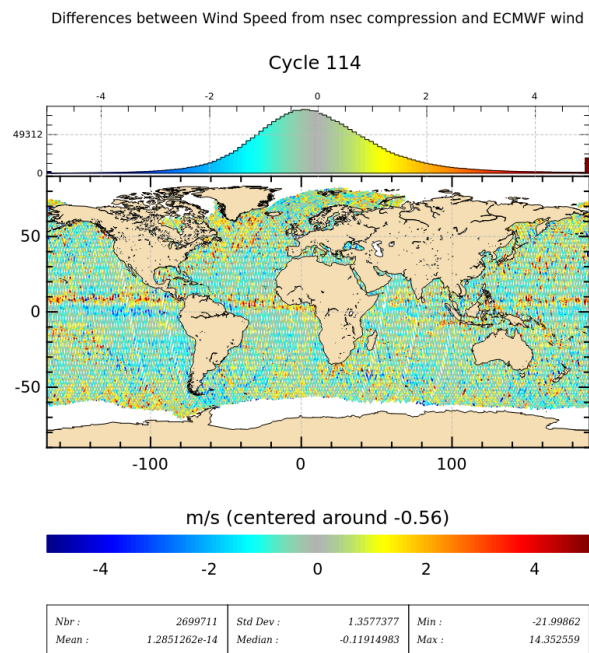 Differences between Wind Speed from nsec compression and ECMWF wind
Cycle 114
-4 -2 0 2 4
49312
0
50
0
-50
-100 0 100
m/s (centered around -0.56)
-4 -2 0 2 4
Nbr : 2699711 Std Dev : 1.3577377 Min : -21.99862
Mean : 1.2851262e-14 Median : -0.11914983 Max : 14.352559